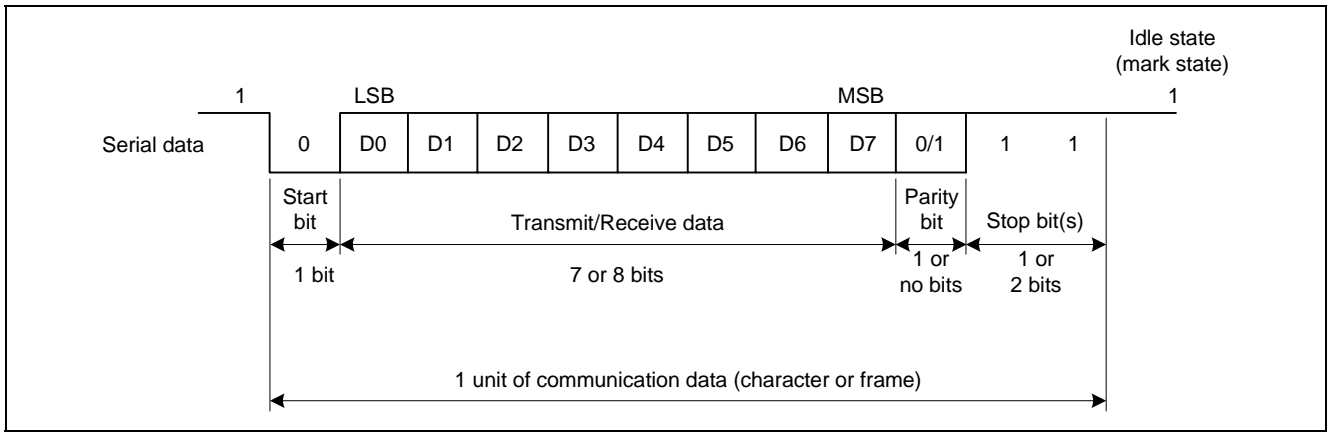 Idle state
(mark state)
1 LSB MSB 1
Serial data 0 D0 D1 D2 D3 D4 D5 D6 D7 0/1 1 1
Start
bit
Transmit/Receive data
Parity
bit
Stop bit(s)
1 bit
7 or 8 bits
1 or
no bits
1 or
2 bits
1 unit of communication data (character or frame)